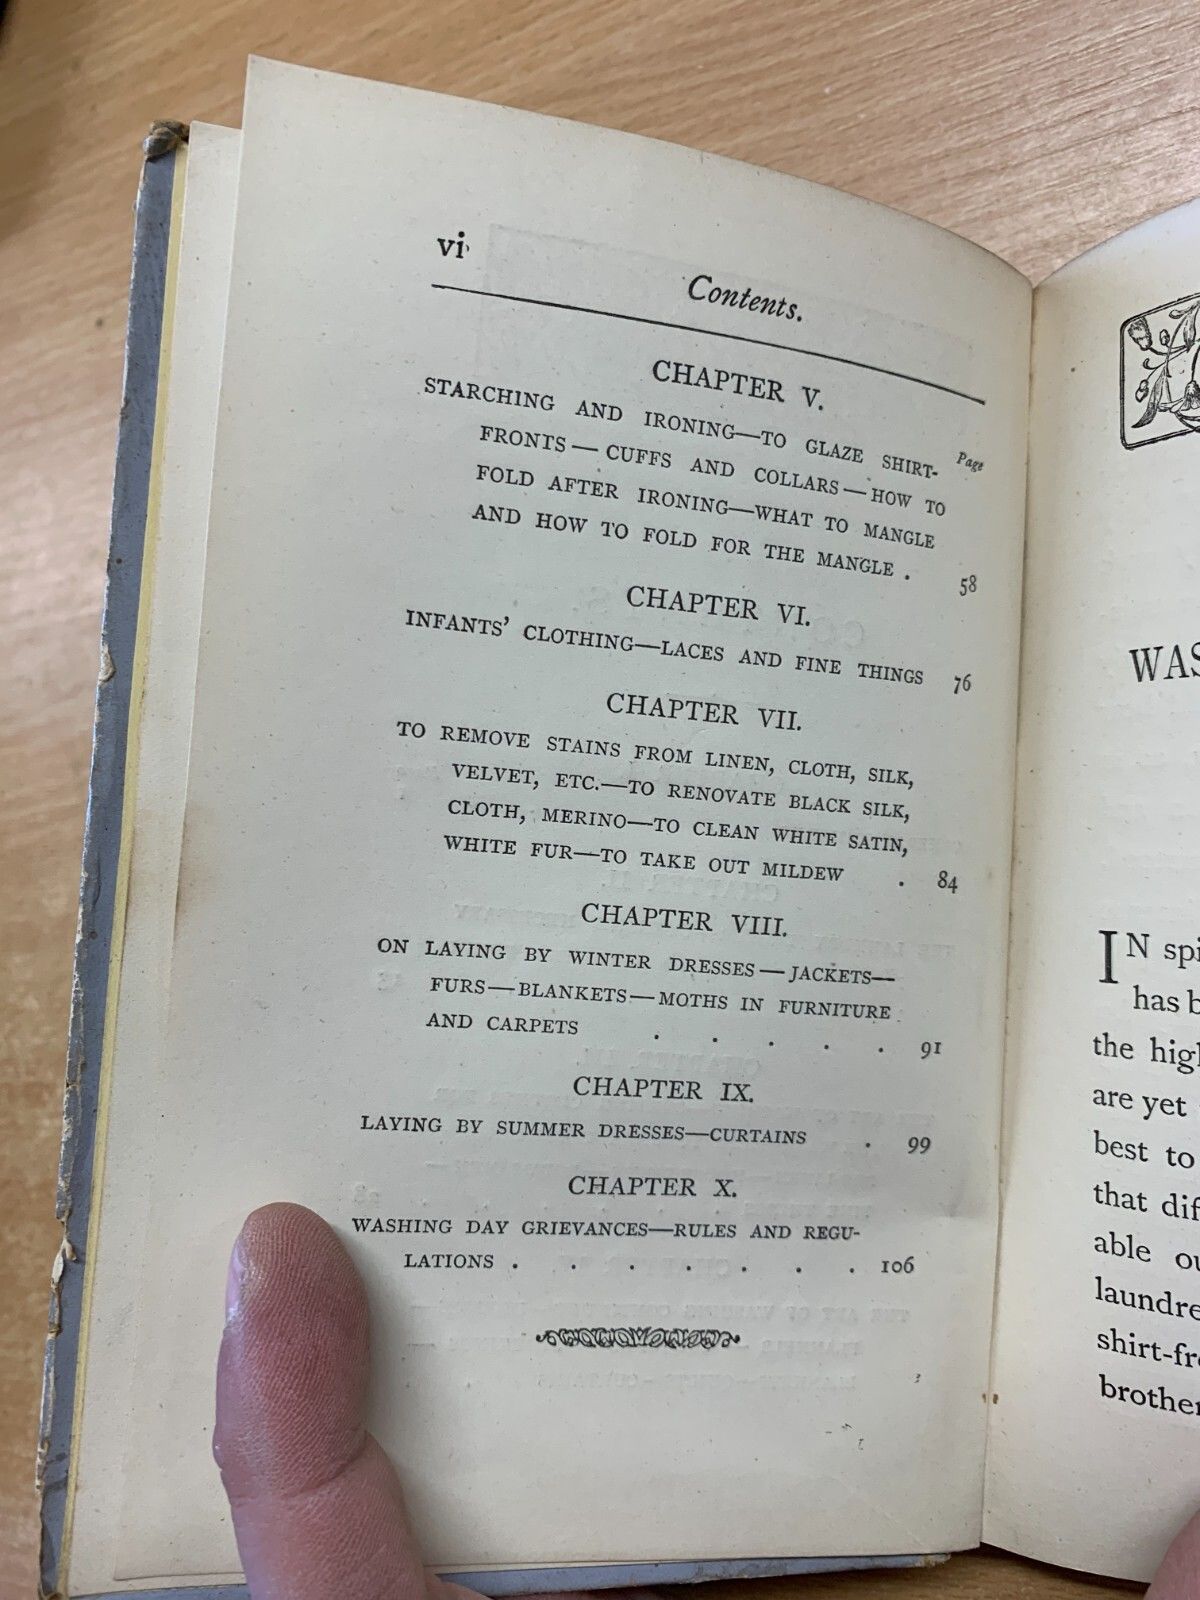 vi
Contents.
CHAPTER V.
Page
STARCHING AND IRONING—TO GLAZE SHIRT-
FRONTS — CUFFS AND COLLARS — HOW TO
FOLD AFTER IRONING—WHAT TO MANGLE
AND HOW TO FOLD FOR THE MANGLE . 58
CHAPTER VI.
INFANTS' CLOTHING—LACES AND FINE THINGS 76
CHAPTER VII.
TO REMOVE STAINS FROM LINEN, CLOTH, SILK,
VELVET, ETC.—TO RENOVATE BLACK SILK,
CLOTH, MERINO—TO CLEAN WHITE SATIN,
WHITE FUR—TO TAKE OUT MILDEW . 84
CHAPTER VIII.
ON LAYING BY WINTER DRESSES — JACKETS—
FURS—BLANKETS—MOTHS IN FURNITURE
AND CARPETS . . . . . 91
CHAPTER IX.
LAYING BY SUMMER DRESSES—CURTAINS . 99
CHAPTER X.
WASHING DAY GRIEVANCES—RULES AND REGU-
LATIONS . . . . . . . 106
WAS
IN spi
has b
the high
are yet
best to
that dif
able ou
laundre
shirt-fr
brother